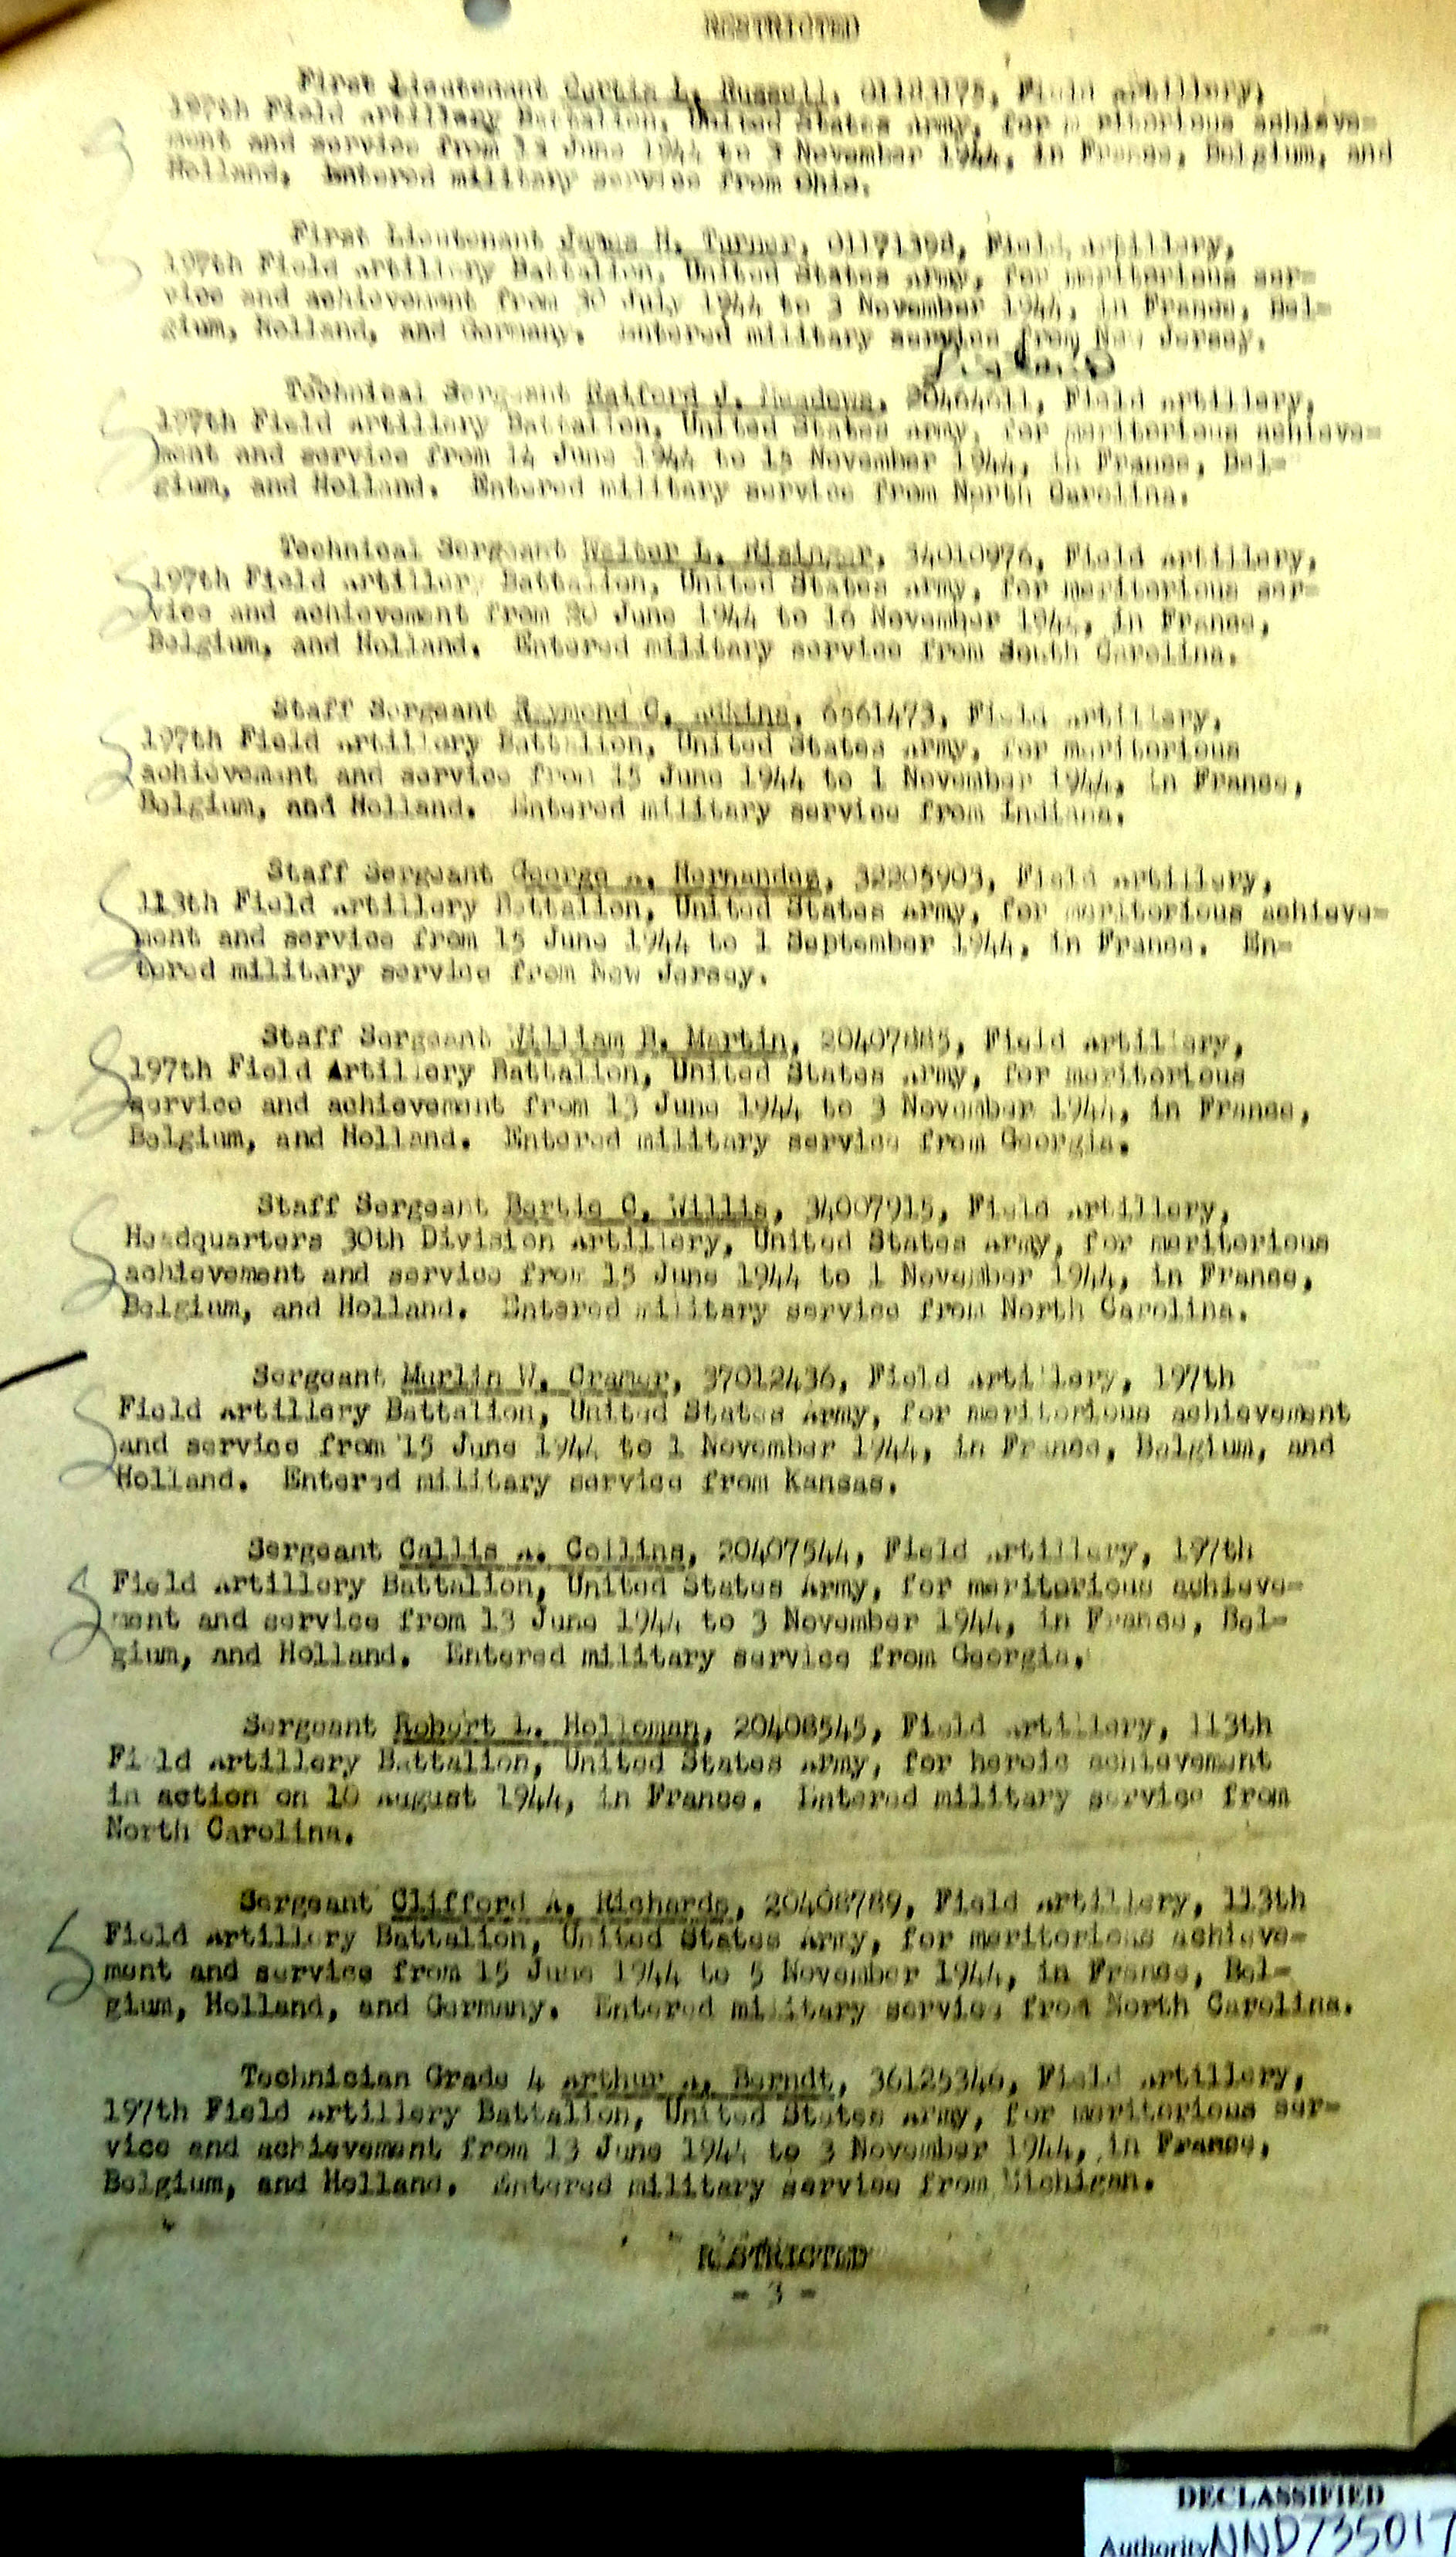 RESTRICTED
First Lieutenant Curtis L. Russell, Field Artillery,
197th Field Artillery Battalion, United States Army, for meritorious achieve-
ment and service from 13 June 1944 to 3 November 1944, in France, Belgium, and
Holland. Entered military service from Ohio.
First Lieutenant James H. Turner, 01171398, Field Artillery,
197th Field Artillery Battalion, United States Army, for meritorious ser-
vice and achievement from 30 July 1944 to 3 November 1944, in France, Bel-
gium, Holland, and Germany. Entered military service from New Jersey.
Technical Sergeant J. Meadows, 20404611, Field Artillery,
197th Field Artillery Battalion, United States Army, for meritorious achieve-
ment and service from 14 June 1944 to 15 November 1944, in France, Bel-
gium, and Holland. Entered military service from North Carolina.
Technical Sergeant Walter L. Risinger, 34010976, Field Artillery,
197th Field Artillery Battalion, United States Army, for meritorious ser-
vice and achievement from 30 June 1944 to 16 November 1944, in France,
Belgium, and Holland. Entered military service from South Carolina.
Staff Sergeant Raymond C. Adkins, 6561473, Field Artillery,
197th Field Artillery Battalion, United States Army, for meritorious
achievement and service from 15 June 1944 to 1 November 1944, in France,
Belgium, and Holland. Entered military service from Indiana.
Staff Sergeant George A. Hernandez, 32205903, Field Artillery,
113th Field Artillery Battalion, United States Army, for meritorious achieve-
ment and service from 15 June 1944 to 1 September 1944, in France. En-
tered military service from New Jersey.
Staff Sergeant William B. Martin, 20407885, Field Artillery,
197th Field Artillery Battalion, United States Army, for meritorious
service and achievement from 13 June 1944 to 3 November 1944, in France,
Belgium, and Holland. Entered military service from Georgia.
Staff Sergeant Bertie C. Willis, 34007915, Field Artillery,
Headquarters 30th Division Artillery, United States Army, for meritorious
achievement and service from 15 June 1944 to 1 November 1944, in France,
Belgium, and Holland. Entered military service from North Carolina.
Sergeant Murlin W. Cramer, 37012436, Field Artillery, 197th
Field Artillery Battalion, United States Army, for meritorious achievement
and service from 15 June 1944 to 1 November 1944, in France, Belgium, and
Holland. Entered military service from Kansas.
Sergeant Callis A. Collins, 20407544, Field Artillery, 197th
Field Artillery Battalion, United States Army, for meritorious achieve-
ment and service from 13 June 1944 to 3 November 1944, in France, Bel-
gium, and Holland. Entered military service from Georgia.
Sergeant Robert L. Holloman, 20408545, Field Artillery, 113th
Field Artillery Battalion, United States Army, for heroic achievement
in action on 10 August 1944, in France. Entered military service from
North Carolina.
Sergeant Clifford A. Richards, 20408789, Field Artillery, 113th
Field Artillery Battalion, United States Army, for meritorious achieve-
ment and service from 15 June 1944 to 5 November 1944, in France, Bel-
gium, Holland, and Germany. Entered military service from North Carolina.
Technician Grade 4 Arthur A. Berndt, 36125346, Field Artillery,
197th Field Artillery Battalion, United States Army, for meritorious ser-
vice and achievement from 13 June 1944 to 3 November 1944, in France,
Belgium, and Holland. Entered military service from Michigan.
RESTRICTED
- 3 -
DECLASSIFIED
Authority NND735017